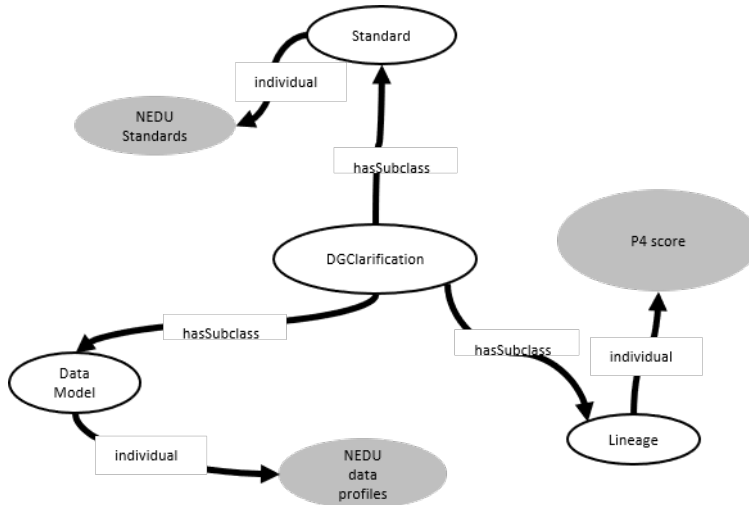 Standard
individual
NEDU
Standards
hasSubclass
P4 score
DGClarification
hasSubclass
hasSubclass
individual
Data
Model
Lineage
individual
NEDU
data
profiles